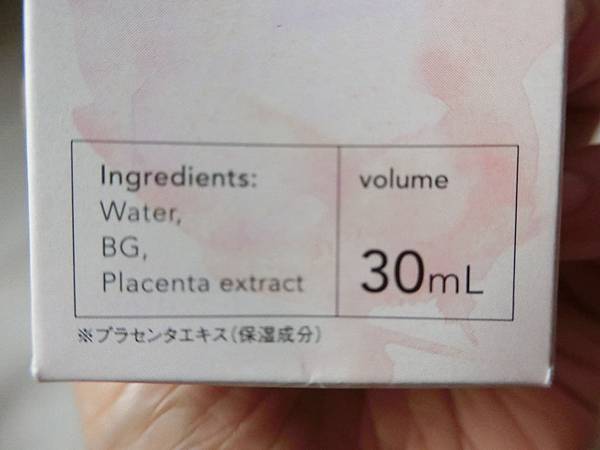 Ingredients:
Water,
BG,
Placenta extract
volume
30mL
※プラセンタエキス(保湿成分)